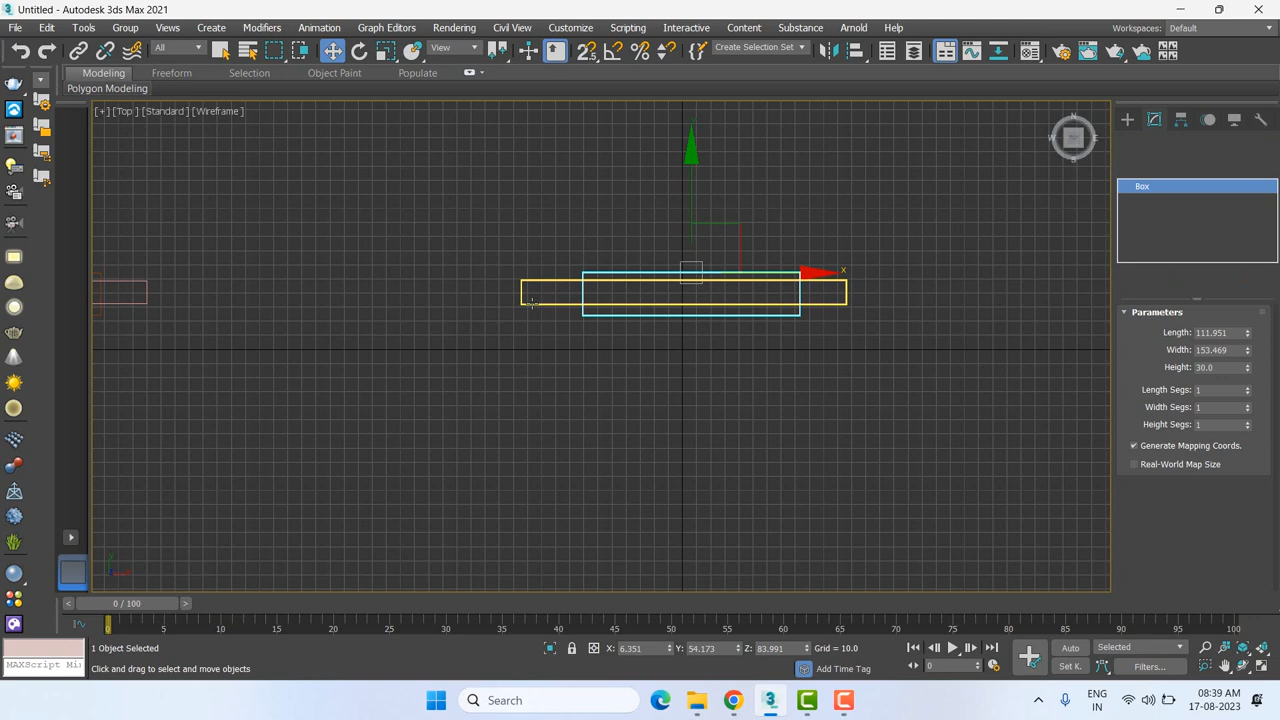 Untitled - Autodesk 3ds Max 2021
File Edit Tools Group Views Create Modifiers Animation Graph Editors Rendering Civil View Customize Scripting Interactive Content Substance Arnold Help
Workspaces: Default
All View Create Selection Set
Modeling Freeform Selection Object Paint Populate
Polygon Modeling
[+] [Top] [Standard] [Wireframe]
N
W E
S
x
Box
Parameters
Length: 111.951
Width: 153.469
Height: 30.0
Length Segs: 1
Width Segs: 1
Height Segs: 1
Generate Mapping Coords.
Real-World Map Size
< 0 / 100 >
0 5 10 15 20 25 30 35 40 45 50 55 60 65 70 75 80 85 90 95 100
1 Object Selected
X: 6.351 Y: 54.173 Z: 83.991 Grid = 10.0
Auto Selected
MAXScript Mi
Click and drag to select and move objects
Add Time Tag
0
Set K. Filters...
Search
ENG
IN
08:39 AM
17-08-2023